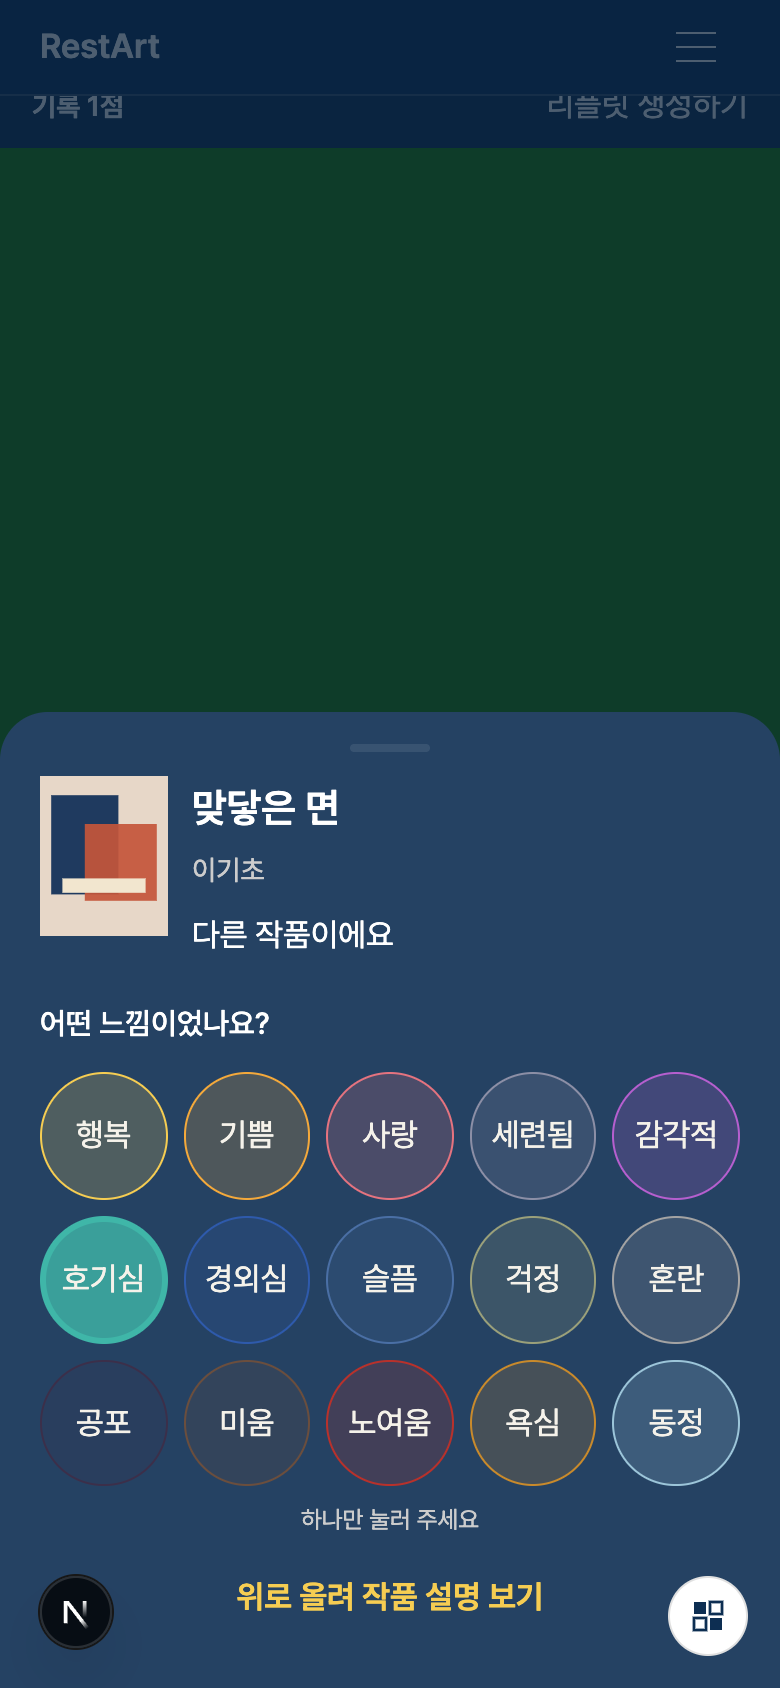 RestArt
기록 1점
리플릿 생성하기
맞닿은 면
이기초
다른 작품이에요
어떤 느낌이었나요?
행복 기쁨 사랑 세련됨 감각적
호기심 경외심 슬픔 걱정 혼란
공포 미움 노여움 욕심 동정
하나만 눌러 주세요
위로 올려 작품 설명 보기
N